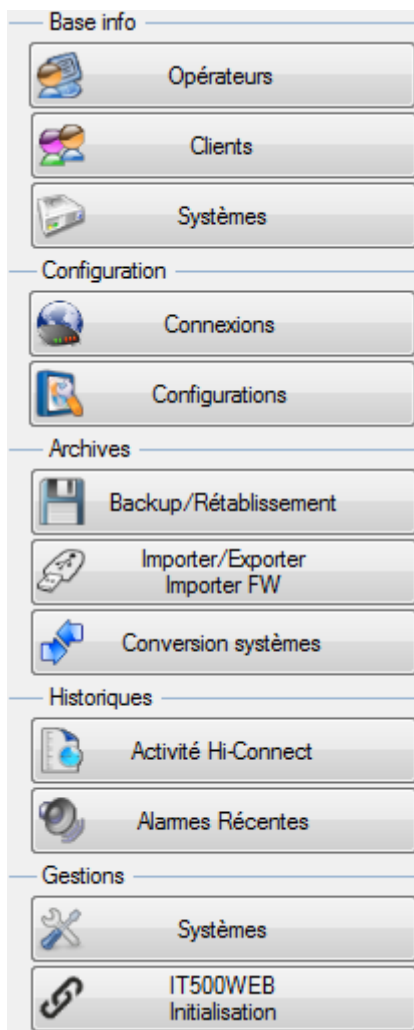 Base info
Opérateurs
Clients
Systèmes
Configuration
Connexions
Configurations
Archives
Backup/Rétablissement
Importer/Exporter
Importer FW
Conversion systèmes
Historiques
Activité Hi-Connect
Alarmes Récentes
Gestions
Systèmes
IT500WEB
Initialisation